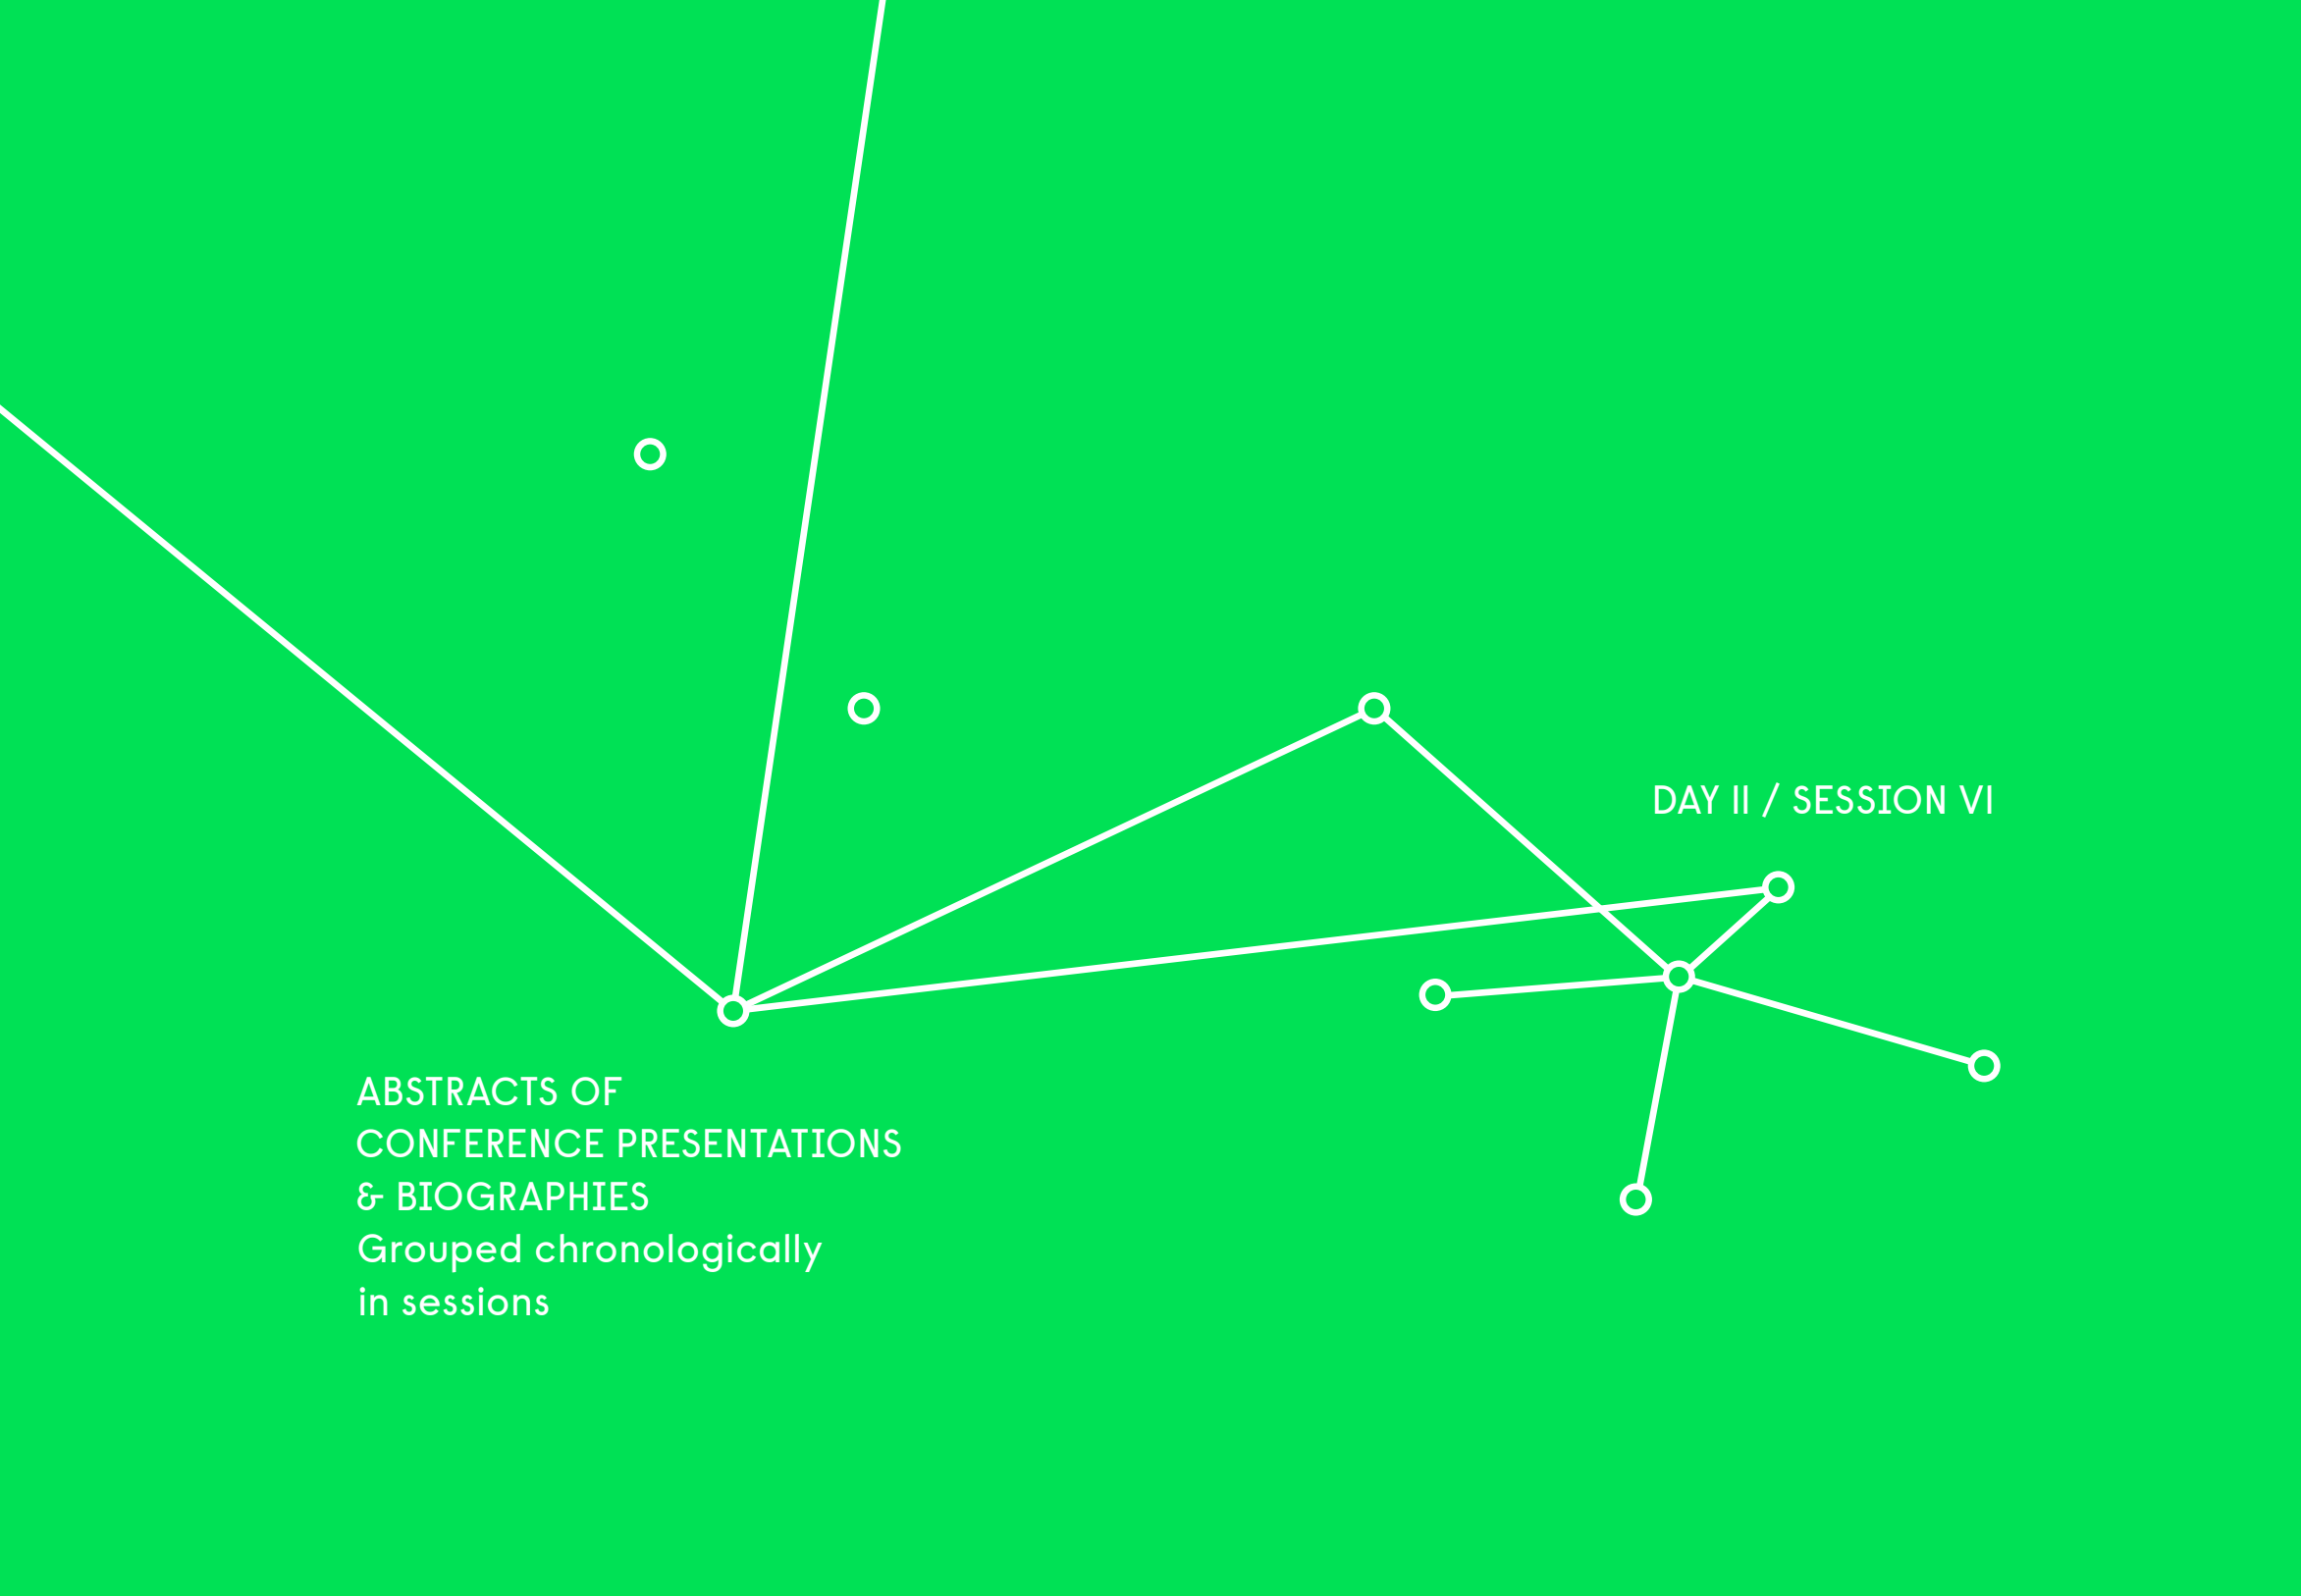 DAY II / SESSION VI
ABSTRACTS OF
CONFERENCE PRESENTATIONS
& BIOGRAPHIES
Grouped chronologically
in sessions